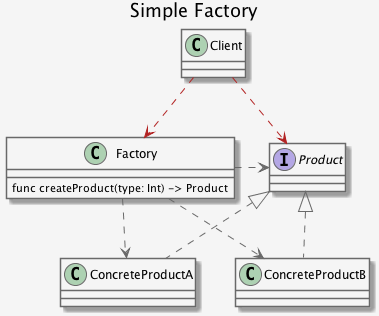 Simple Factory
C Client
C Factory
func createProduct(type: Int) -> Product
I Product
C ConcreteProductA
C ConcreteProductB